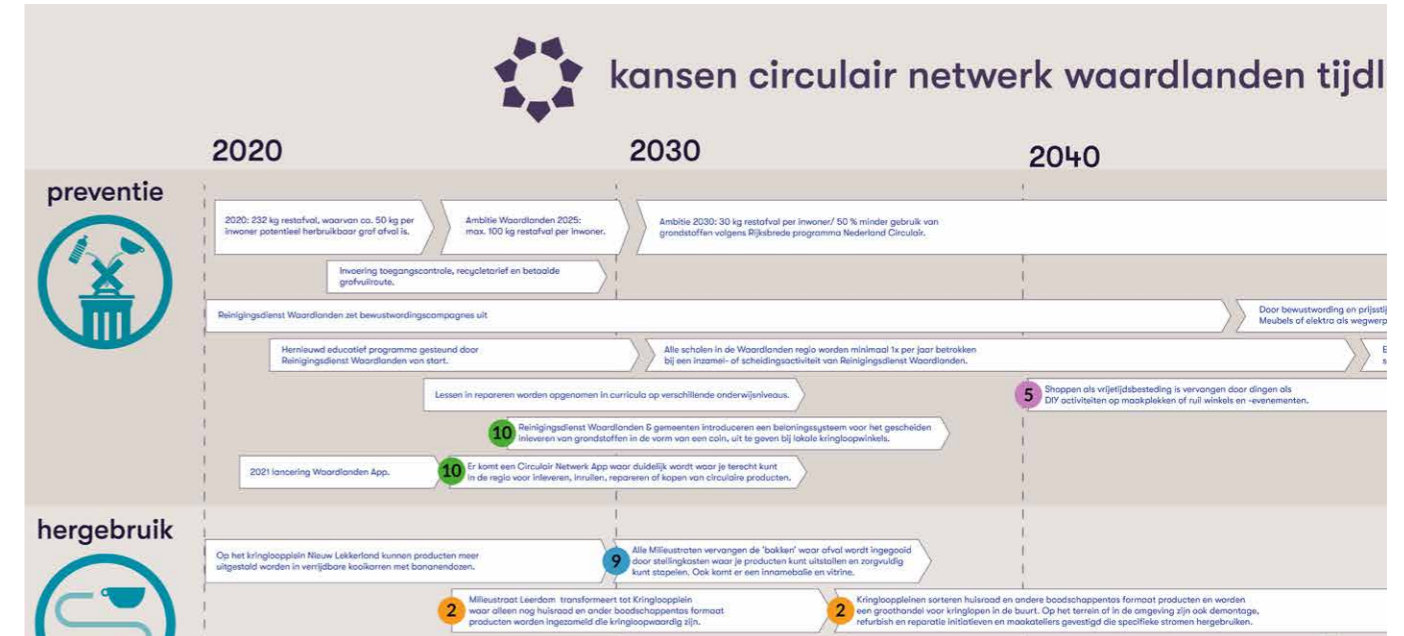 kansen circulair netwerk waardlanden tijdl
2020
2030
2040
preventie
2020: 232 kg restafval, waarvan ca. 50 kg per
inwoner potentieel herbruikbaar grof afval is.
Ambitie Waardlanden 2025:
max. 100 kg restafval per inwoner.
Ambitie 2030: 30 kg restafval per inwoner/ 50 % minder gebruik van
grondstoffen volgens Rijksbrede programma Nederland Circulair.
Invoering toegangscontrole, recycletarief en betaalde
grofvuilroute.
Reinigingsdienst Waardlanden zet bewustwordingscampagnes uit
Door bewustwording en prijssti
Meubels of elektra als wegwerp
Hernieuwd educatief programma gesteund door
Reinigingsdienst Waardlanden van start.
Alle scholen in de Waardlanden regio worden minimaal 1x per jaar betrokken
bij een inzamel- of scheidingsactiviteit van Reinigingsdienst Waardlanden.
E
s
Lessen in repareren worden opgenomen in curricula op verschillende onderwijsniveaus.
5
Shoppen als vrijetijdsbesteding is vervangen door dingen als
DIY activiteiten op maakplekken of ruil winkels en -evenementen.
10
Reinigingsdienst Waardlanden & gemeenten introduceren een beloningssysteem voor het gescheiden
inleveren van grondstoffen in de vorm van een coin, uit te geven bij lokale kringloopwinkels.
2021 lancering Waardlanden App.
10
Er komt een Circulair Netwerk App waar duidelijk wordt waar je terecht kunt
in de regio voor inleveren, inruilen, repareren of kopen van circulaire producten.
hergebruik
Op het kringloopplein Nieuw Lekkerland kunnen producten meer
uitgestald worden in verrijdbare kooikarren met bananendozen.
9
Alle Milieustraten vervangen de 'bakken' waar afval wordt ingegooid
door stellingkasten waar je producten kunt uitstallen en zorgvuldig
kunt stapelen. Ook komt er een innamebalie en vitrine.
2
Milieustraat Leerdam transformeert tot Kringloopplein
waar alleen nog huisraad en ander boodschappentas formaat
producten worden ingezameld die kringloopwaardig zijn.
2
Kringlooppleinen sorteren huisraad en andere boodschappentas formaat producten en worden
een groothandel voor kringlopen in de buurt. Op het terrein of in de omgeving zijn ook demontage,
refurbish en reparatie initiatieven en maakateliers gevestigd die specifieke stromen hergebruiken.